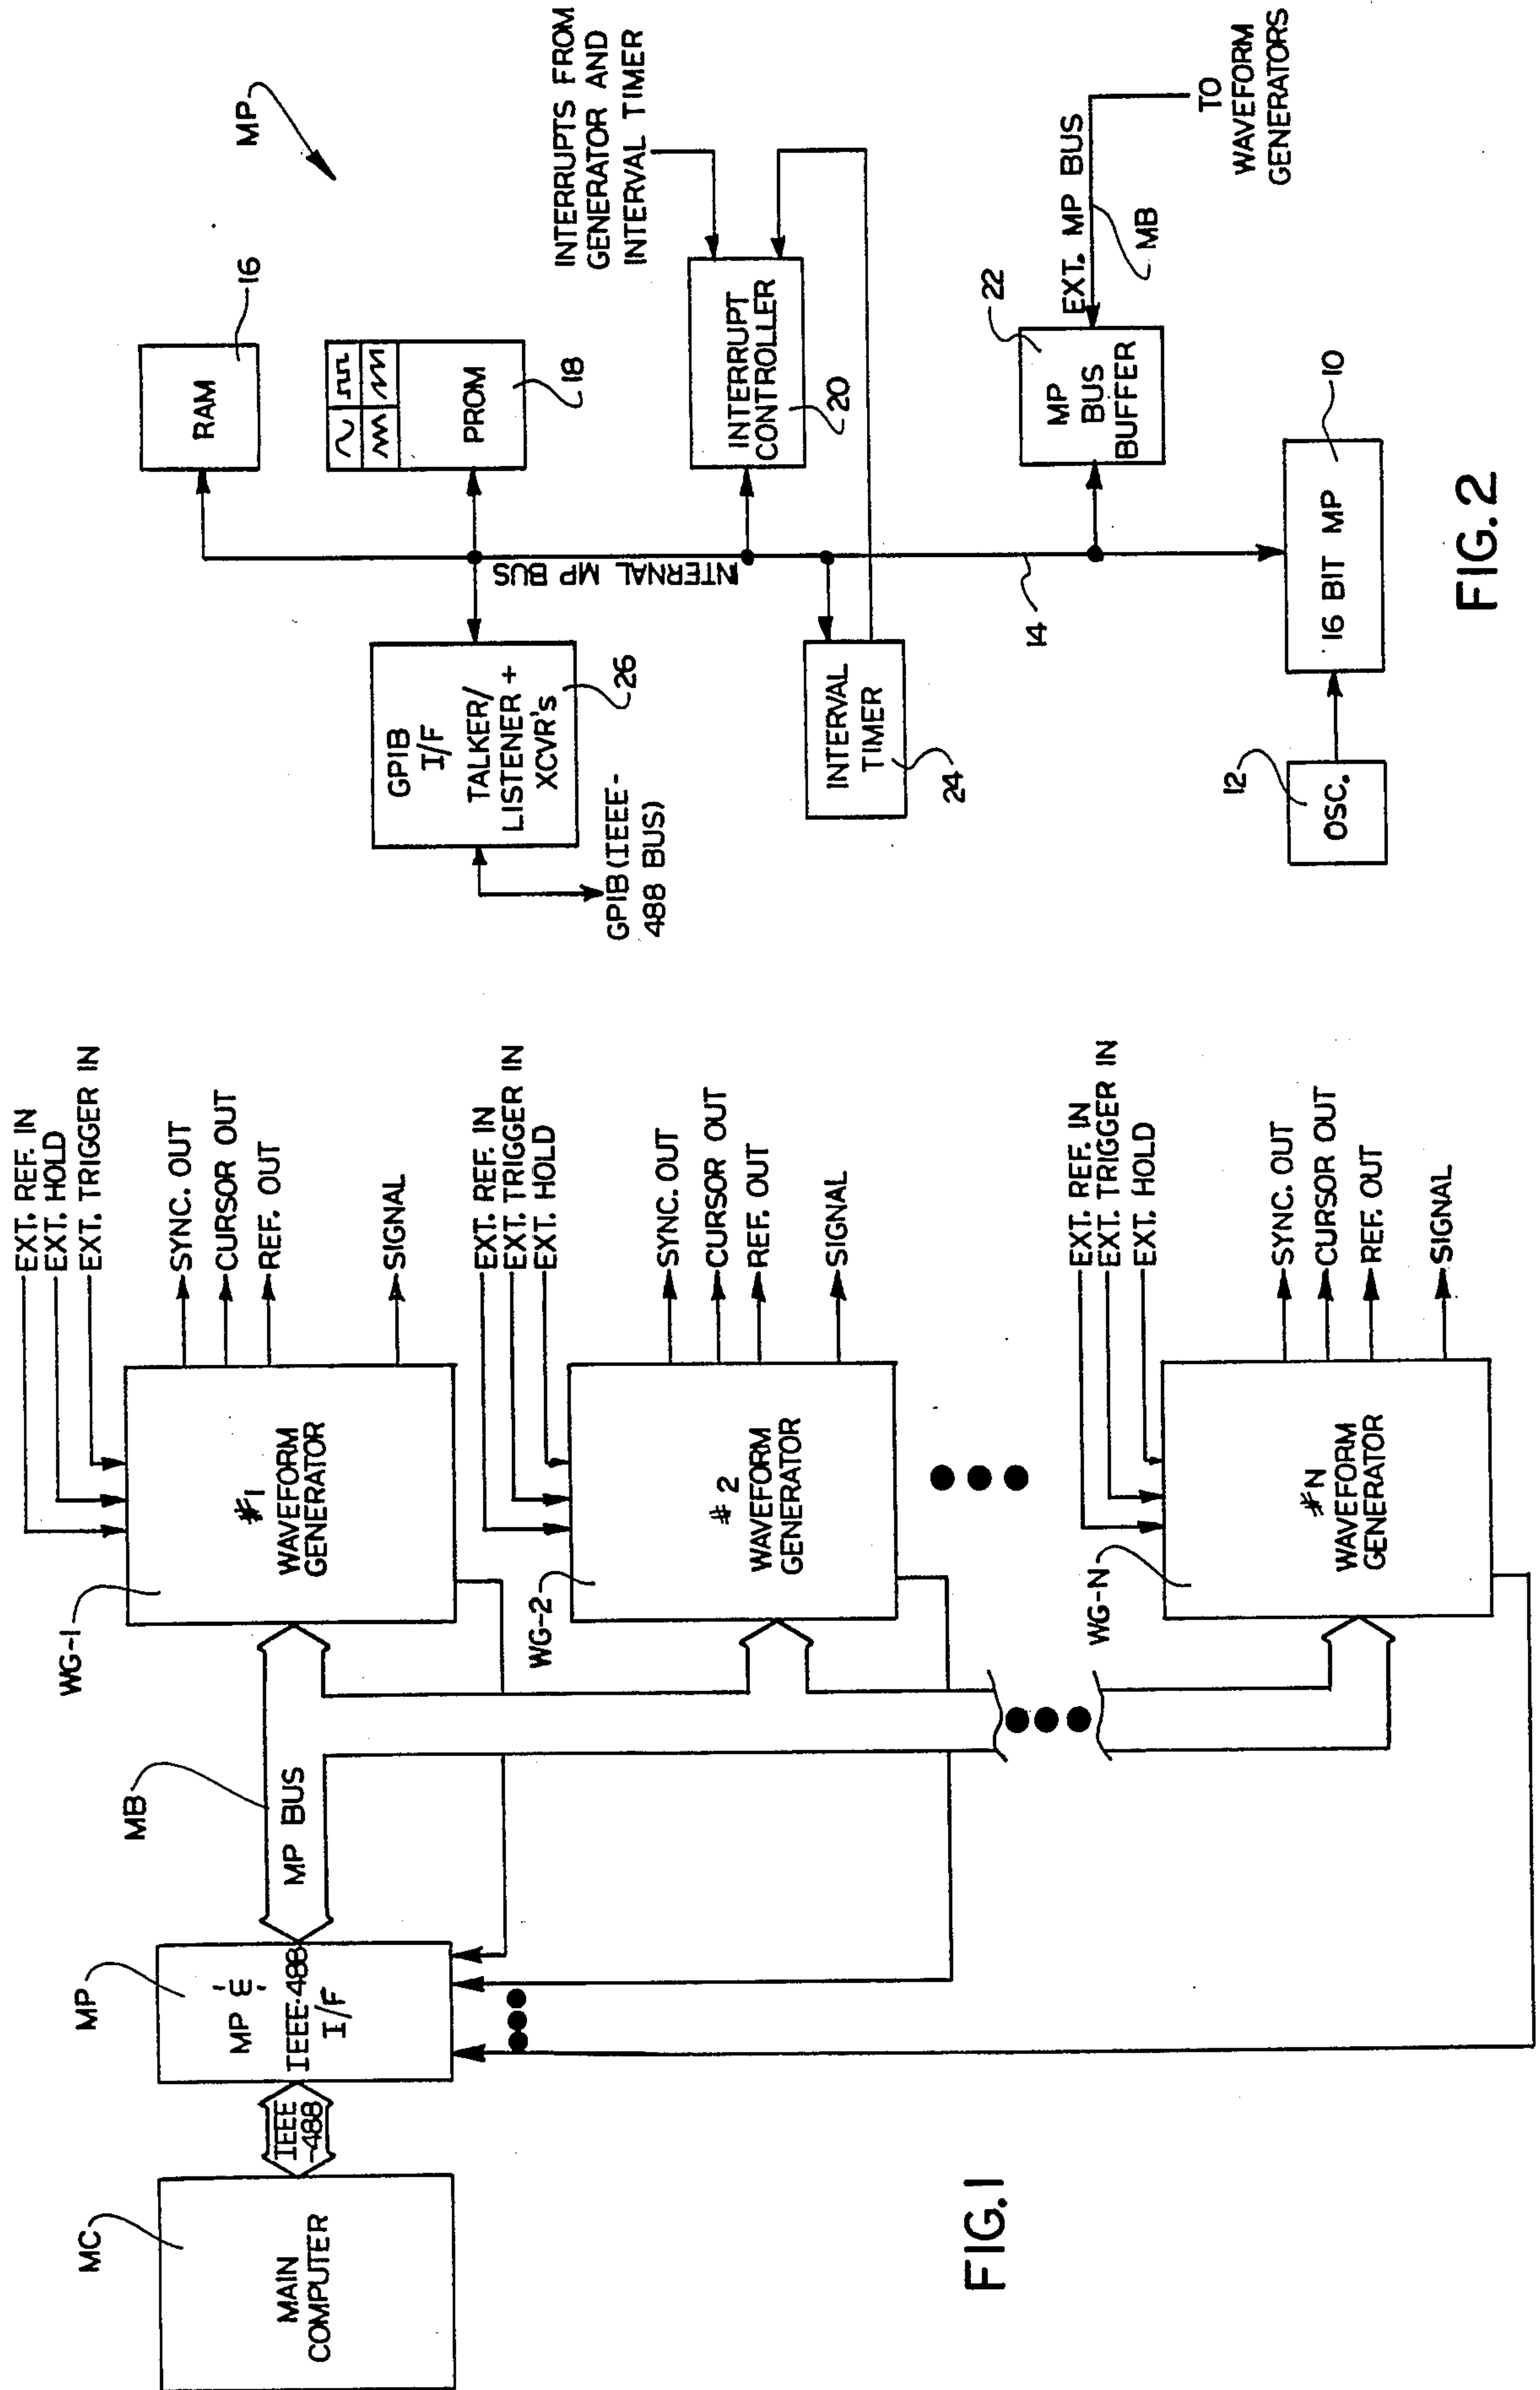 MC
MAIN
COMPUTER
IEEE
-488
MP
MP &
IEEE-488
I/F
MB
MP BUS
WG-1
#1
WAVEFORM
GENERATOR
EXT. REF. IN
EXT. HOLD
EXT. TRIGGER IN
SYNC. OUT
CURSOR OUT
REF. OUT
SIGNAL
WG-2
#2
WAVEFORM
GENERATOR
EXT. REF. IN
EXT. TRIGGER IN
EXT. HOLD
SYNC. OUT
CURSOR OUT
REF. OUT
SIGNAL
WG-N
#N
WAVEFORM
GENERATOR
EXT. REF. IN
EXT. TRIGGER IN
EXT. HOLD
SYNC. OUT
CURSOR OUT
REF. OUT
SIGNAL
FIG. 1
MP
RAM
16
PROM
18
GPIB
I/F
TALKER/
LISTENER +
XCVR's
26
GPIB (IEEE-
488 BUS)
INTERNAL MP BUS
INTERRUPTS FROM
GENERATOR AND
INTERVAL TIMER
INTERRUPT
CONTROLLER
20
INTERVAL
TIMER
24
14
22
MP
BUS
BUFFER
EXT. MP BUS
MB
TO
WAVEFORM
GENERATORS
12
OSC.
16 BIT MP
10
FIG. 2